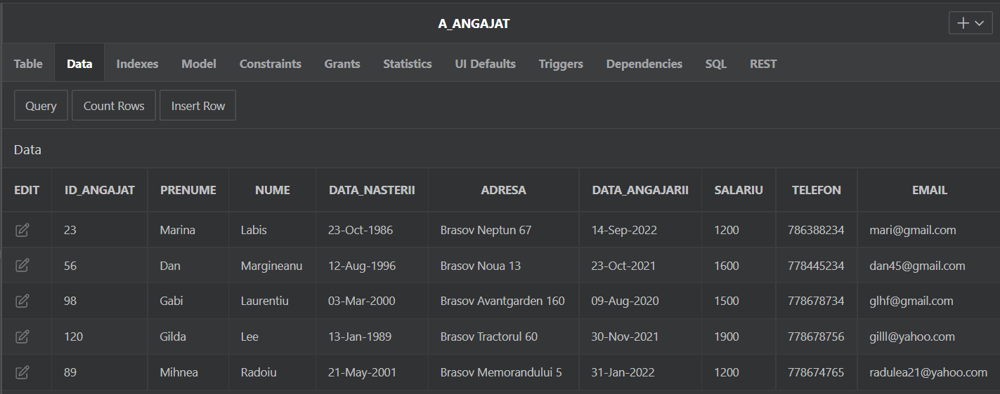 A_ANGAJAT
Table Data Indexes Model Constraints Grants Statistics UI Defaults Triggers Dependencies SQL REST
Query Count Rows Insert Row
Data
EDIT ID_ANGAJAT PRENUME NUME DATA_NASTERII ADRESA DATA_ANGAJARII SALARIU TELEFON EMAIL
23 Marina Labis 23-Oct-1986 Brasov Neptun 67 14-Sep-2022 1200 786388234 mari@gmail.com
56 Dan Margineanu 12-Aug-1996 Brasov Noua 13 23-Oct-2021 1600 778445234 dan45@gmail.com
98 Gabi Laurentiu 03-Mar-2000 Brasov Avantgarden 160 09-Aug-2020 1500 778678734 glhf@gmail.com
120 Gilda Lee 13-Jan-1989 Brasov Tractorul 60 30-Nov-2021 1900 778678756 gilll@yahoo.com
89 Mihnea Radoiu 21-May-2001 Brasov Memorandului 5 31-Jan-2022 1200 778674765 radulea21@yahoo.com